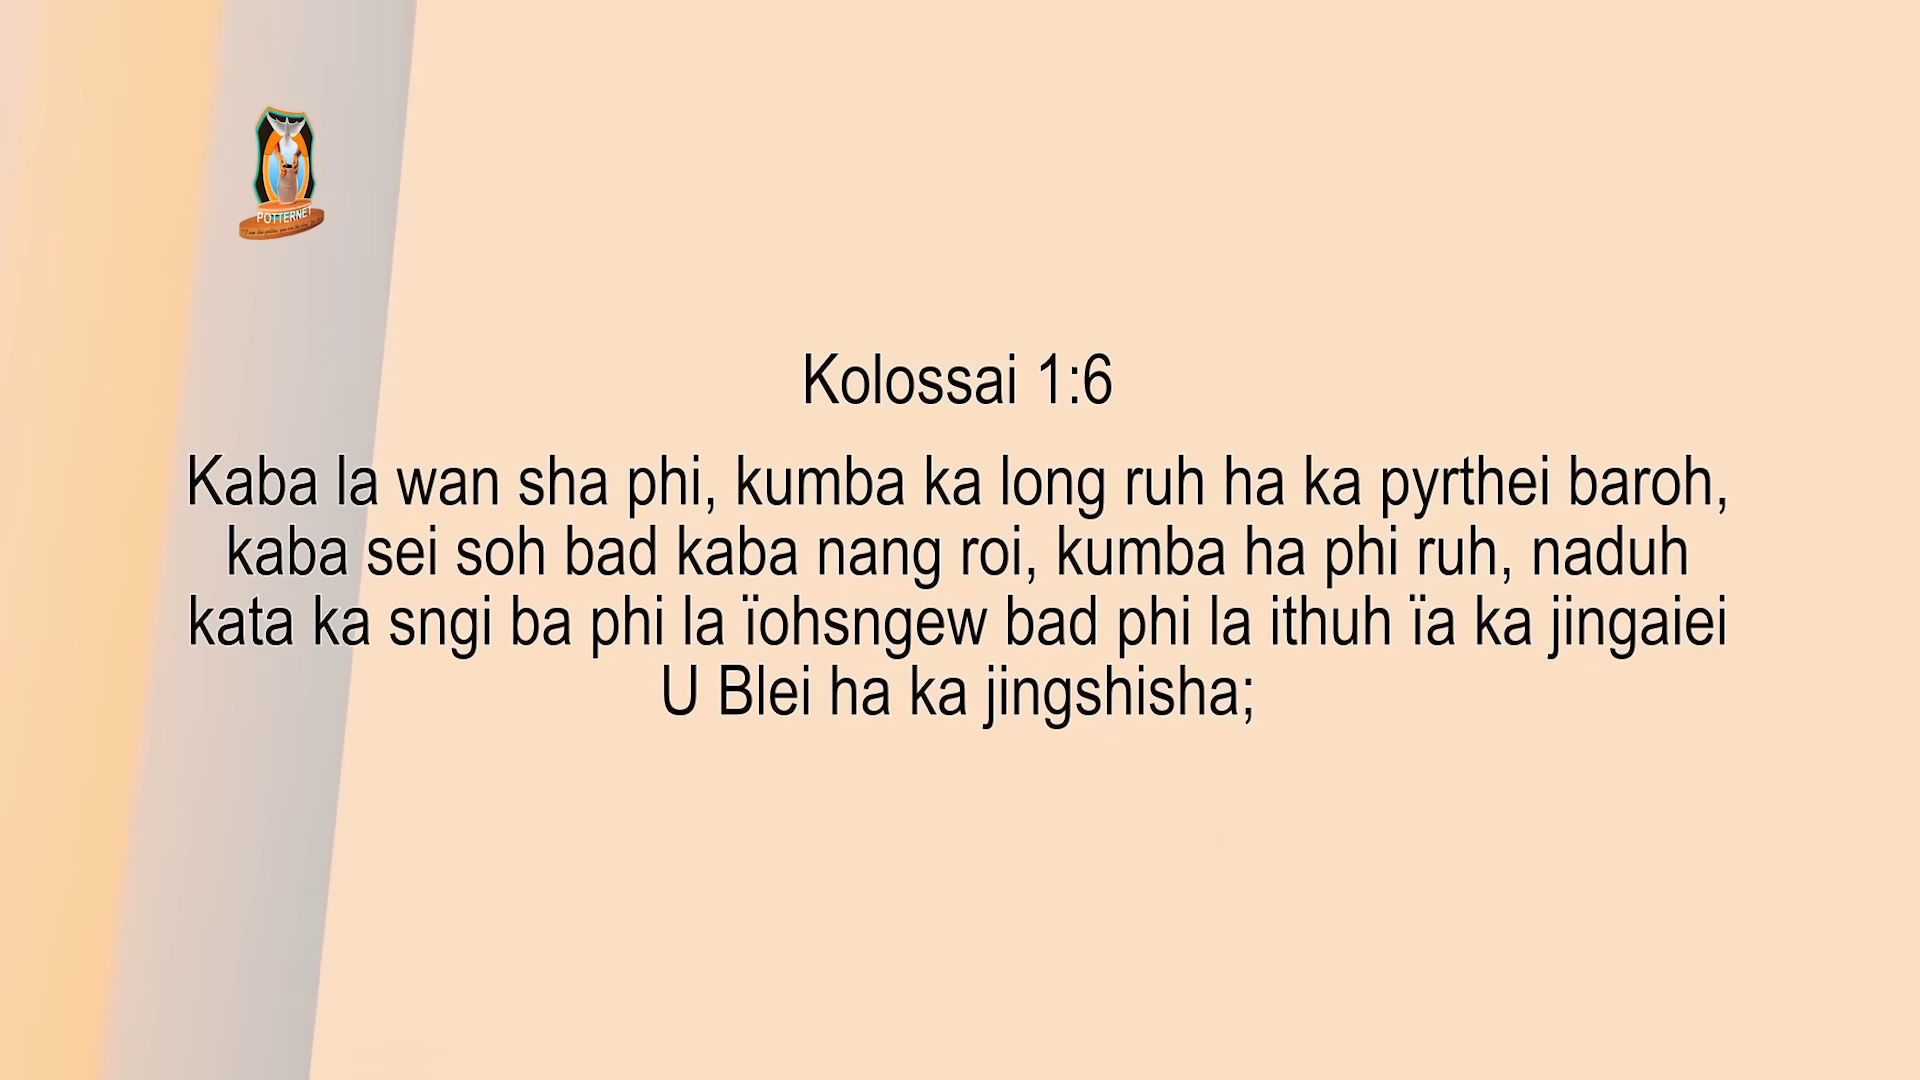 POTTERNET
Kolossai 1:6
Kaba la wan sha phi, kumba ka long ruh ha ka pyrthei baroh,
kaba sei soh bad kaba nang roi, kumba ha phi ruh, naduh
kata ka sngi ba phi la ïohsngew bad phi la ithuh ïa ka jingaiei
U Blei ha ka jingshisha;